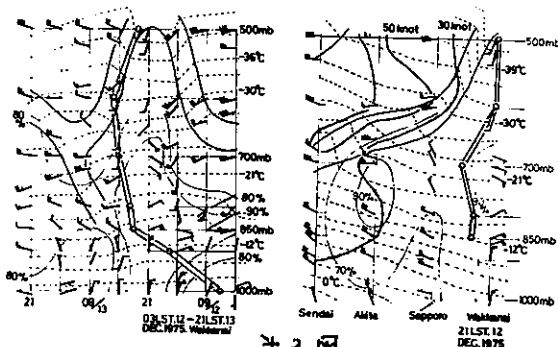 50 knot 30 knot
500mb 500mb
-36°C -39°C
-30°C -30°C
80%
700mb 700mb
-21°C -21°C
80%
90% 90%
850mb 850mb
-12°C -12°C
80% 80% 70%
0°C
1000mb 1000mb
21 09/13 21 09/12
Sendai Akita Sapporo Wakkanai
03LST.12-21LST.13
DEC.1975. Wakkanai
21LST.12
DEC.1975